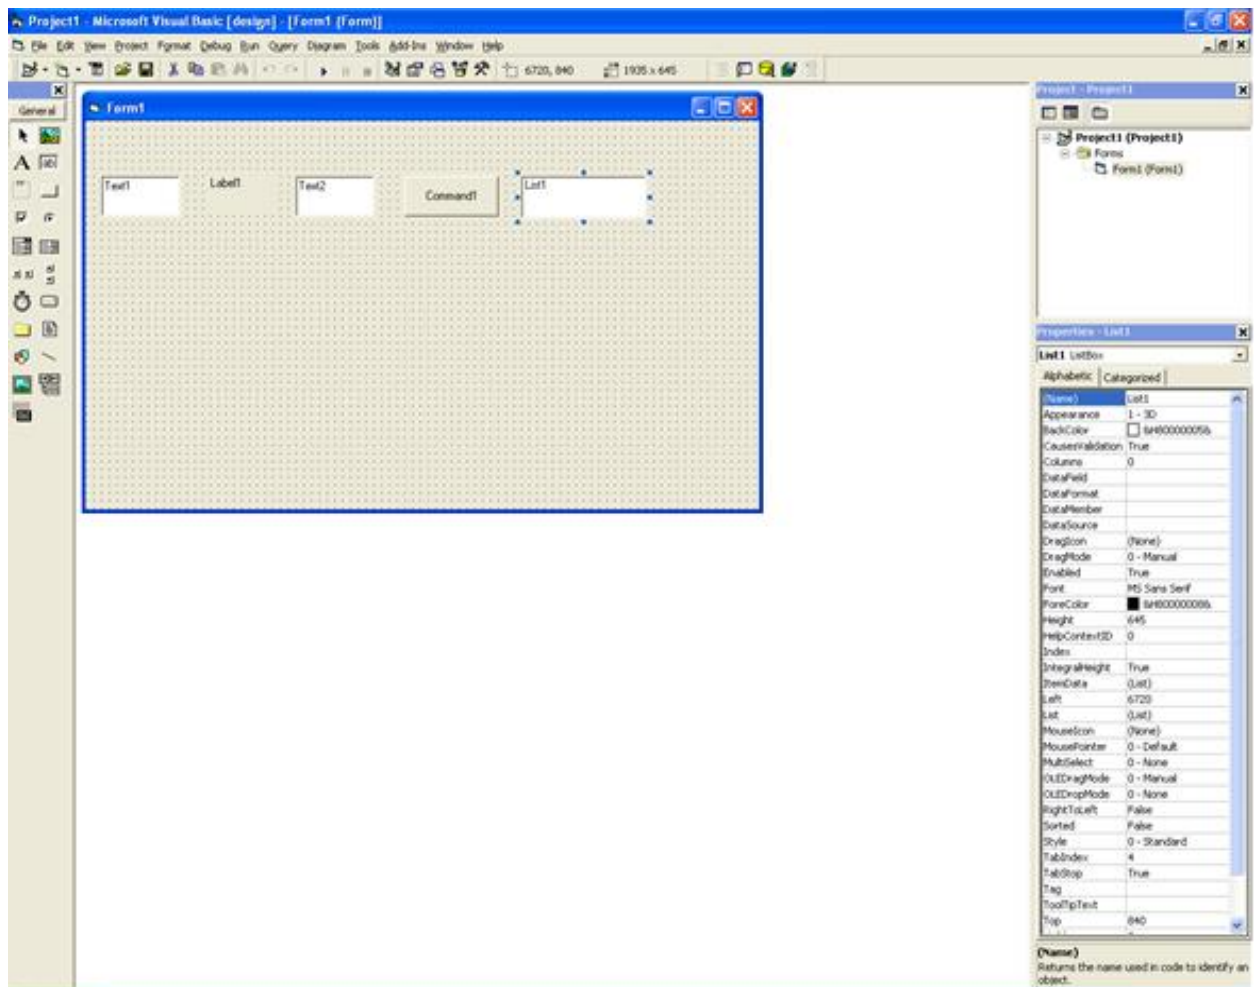 Project1 - Microsoft Visual Basic [design] - [Form1 (Form)]
File Edit View Project Format Debug Run Query Diagram Tools Add-Ins Window Help
6720, 840 1935 x 645
General
A ab|
Form1
Text1 Label1 Text2 Command1 List1
Project - Project1
Project1 (Project1)
Forms
Form1 (Form1)
Properties - List1
List1 ListBox
Alphabetic Categorized
(Name) List1
Appearance 1 - 3D
BackColor &H80000005&
CausesValidation True
Columns 0
DataField
DataFormat
DataMember
DataSource
DragIcon (None)
DragMode 0 - Manual
Enabled True
Font MS Sans Serif
ForeColor &H80000008&
Height 645
HelpContextID 0
Index
IntegralHeight True
ItemData (List)
Left 6720
List (List)
MouseIcon (None)
MousePointer 0 - Default
MultiSelect 0 - None
OLEDragMode 0 - Manual
OLEDropMode 0 - None
RightToLeft False
Sorted False
Style 0 - Standard
TabIndex 4
TabStop True
Tag
ToolTipText
Top 840
(Name)
Returns the name used in code to identify an
object.